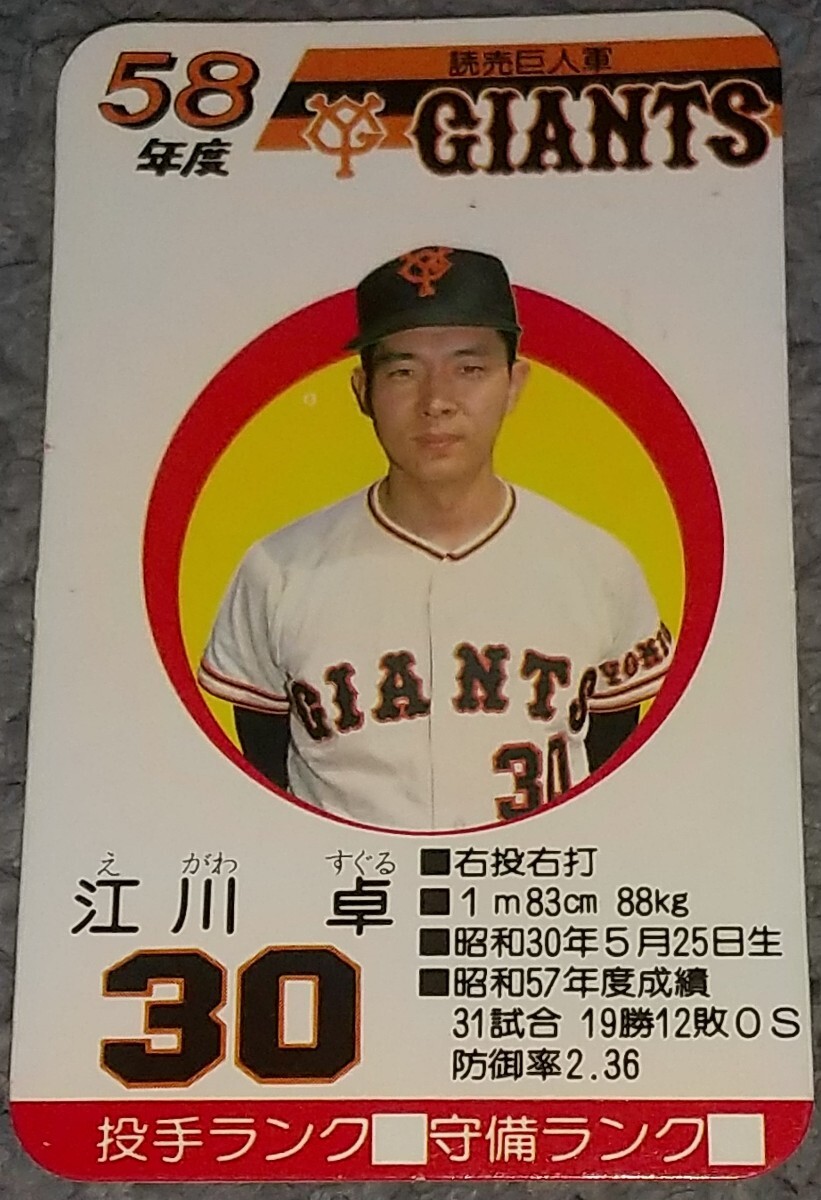 58
年度
読売巨人軍
YG GIANTS
YG
GIANTS
YOMI
30
え がわ すぐる
江川 卓
30
■右投右打
■1m83cm 88kg
■昭和30年5月25日生
■昭和57年度成績
31試合 19勝12敗0S
防御率2.36
投手ランク 守備ランク